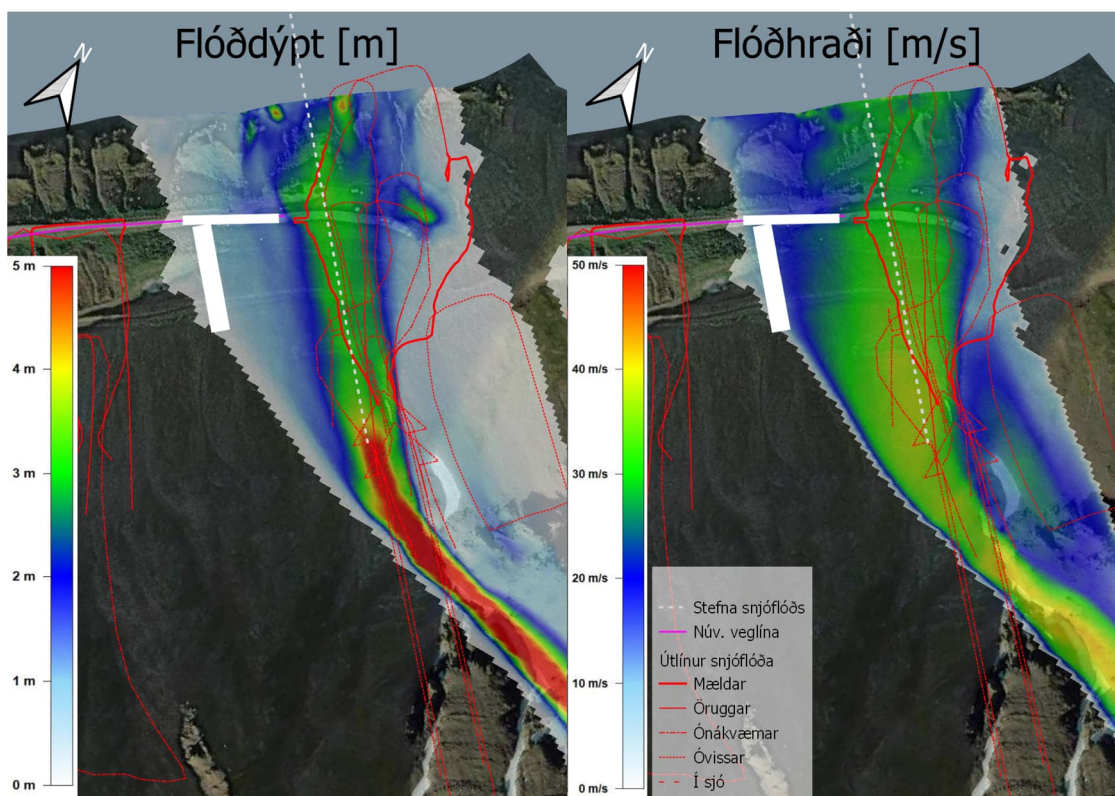 Flóðdýpt [m]
N
5 m
4 m
3 m
2 m
1 m
0 m
Flóðhraði [m/s]
N
50 m/s
40 m/s
30 m/s
20 m/s
10 m/s
0 m/s
Stefna snjóflóðs
Núv. veglína
Útlínur snjóflóða
Mældar
Öruggar
Ónákvæmar
Óvissar
Í sjó